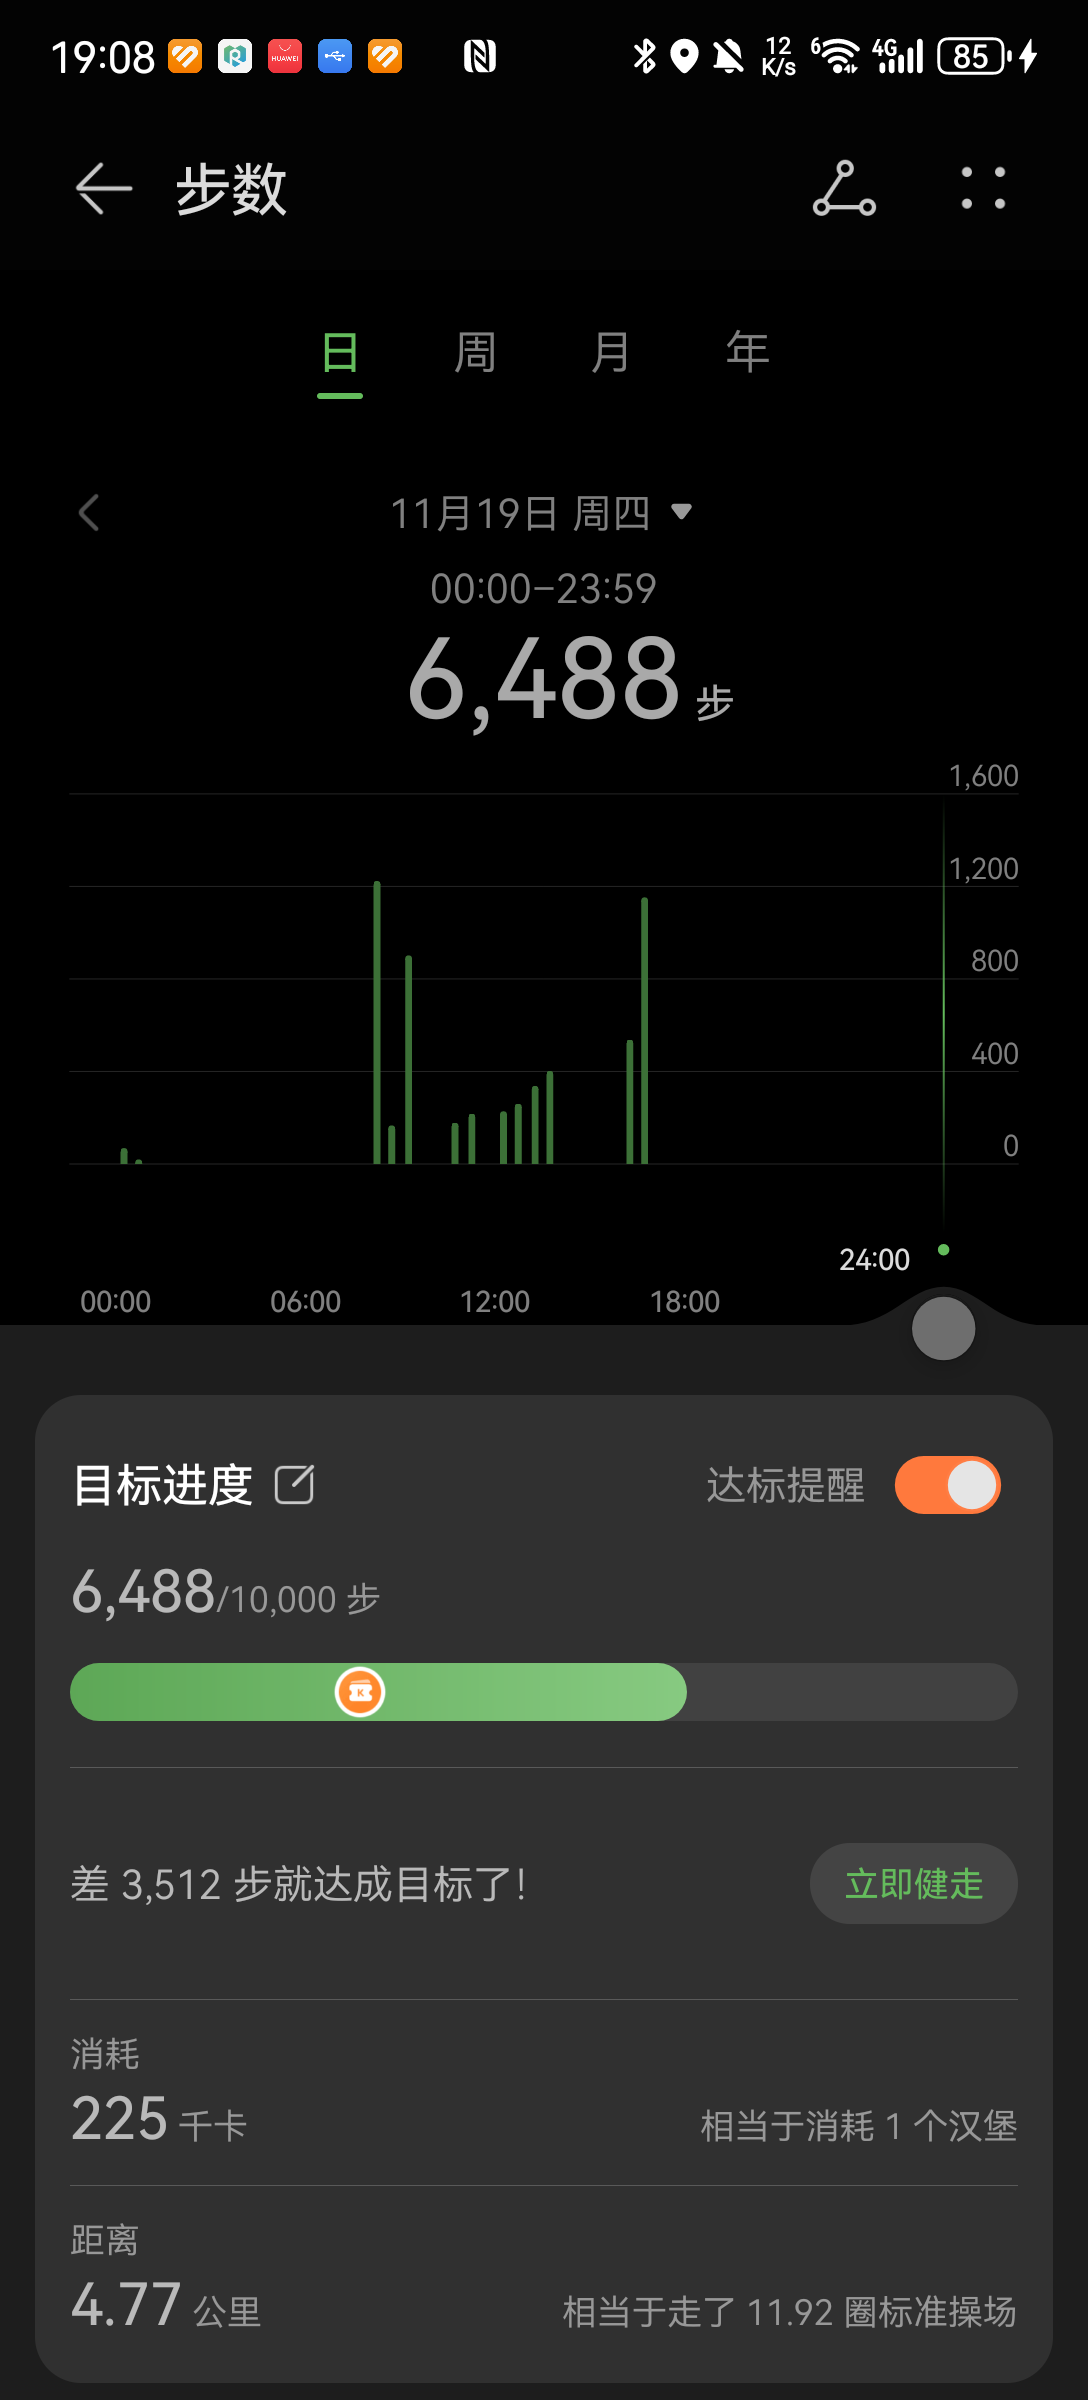 19:08 HUAWEI 12 K/s 6 4G 85
步数
日 周 月 年
11月19日 周四
00:00–23:59
6,488 步
1,600
1,200
800
400
0
24:00
00:00 06:00 12:00 18:00
目标进度 达标提醒
6,488/10,000 步
K
差 3,512 步就达成目标了!
立即健走
消耗
225 千卡 相当于消耗 1 个汉堡
距离
4.77 公里 相当于走了 11.92 圈标准操场